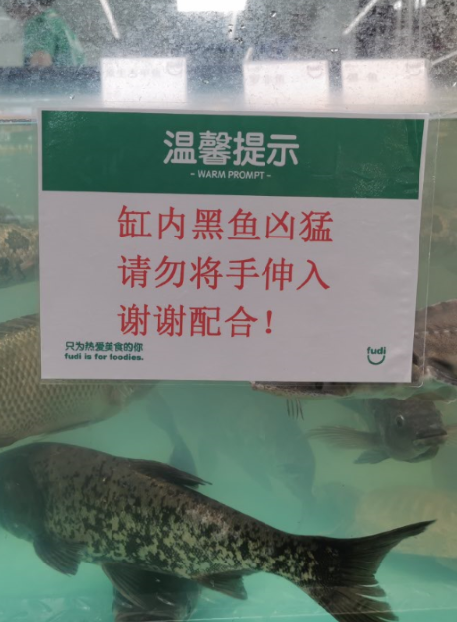 温馨提示
- WARM PROMPT -
缸内黑鱼凶猛
请勿将手伸入
谢谢配合！
只为热爱美食的你
fudi is for foodies.
fudi